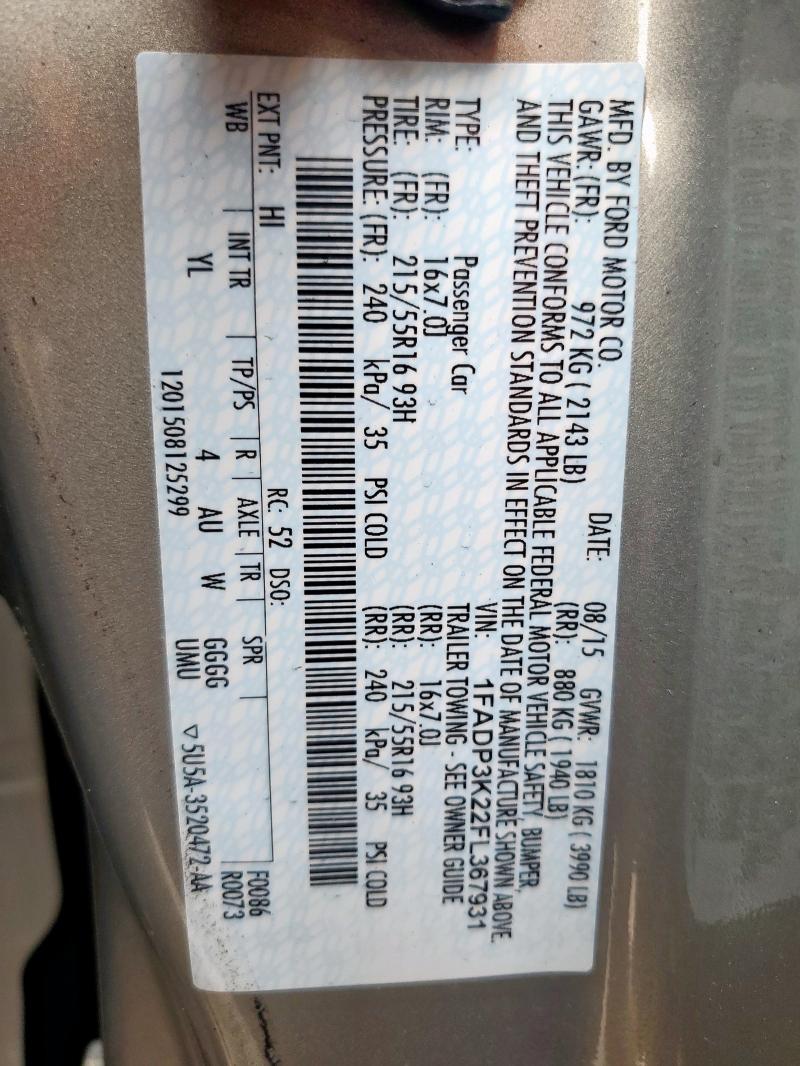 MFD. BY FORD MOTOR CO.
DATE: 08/15 GVWR: 1810 KG ( 3990 LB)
GAWR: (FR): 972 KG ( 2143 LB) (RR): 880 KG ( 1940 LB)
THIS VEHICLE CONFORMS TO ALL APPLICABLE FEDERAL MOTOR VEHICLE SAFETY, BUMPER,
AND THEFT PREVENTION STANDARDS IN EFFECT ON THE DATE OF MANUFACTURE SHOWN ABOVE.
VIN: 1FADP3K22FL367931
TYPE: Passenger Car TRAILER TOWING - SEE OWNER GUIDE
RIM: (FR): 16x7.0J (RR): 16x7.0J
TIRE: (FR): 215/55R16 93H (RR): 215/55R16 93H
PRESSURE: (FR): 240 kPa/ 35 PSI COLD (RR): 240 kPa/ 35 PSI COLD
EXT PNT: HI RC: 52 DSO: F0086
WB INT TR TP/PS R AXLE TR SPR R0073
YL 4 AU W GGGG
UMU
1201508125299 ▽5U5A-3520472-AA